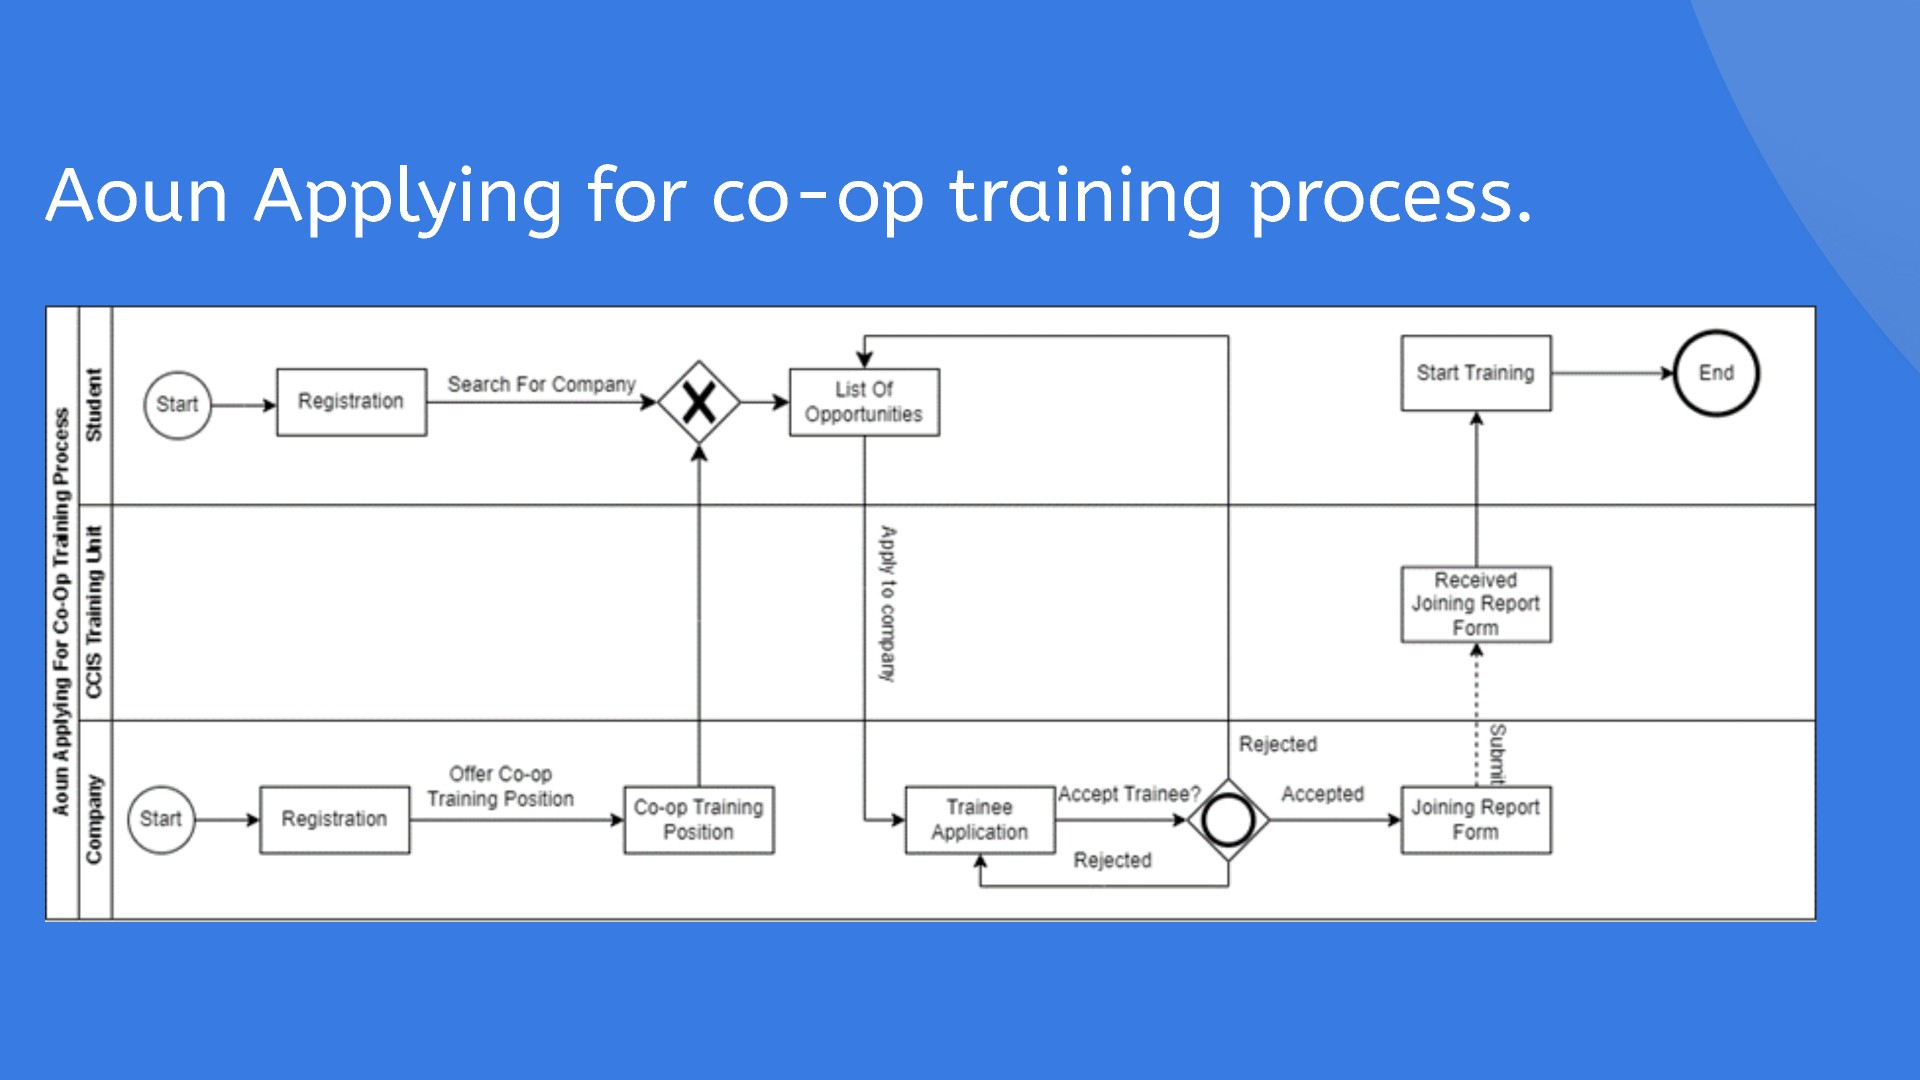 Aoun Applying for co-op training process.
Aoun Applying For Co-Op Training Process
Student
Start
Registration
Search For Company
List Of
Opportunities
Start Training
End
CCIS Training Unit
Apply to company
Received
Joining Report
Form
Company
Start
Registration
Offer Co-op
Training Position
Co-op Training
Position
Trainee
Application
Accept Trainee?
Rejected
Rejected
Accepted
Submit
Joining Report
Form